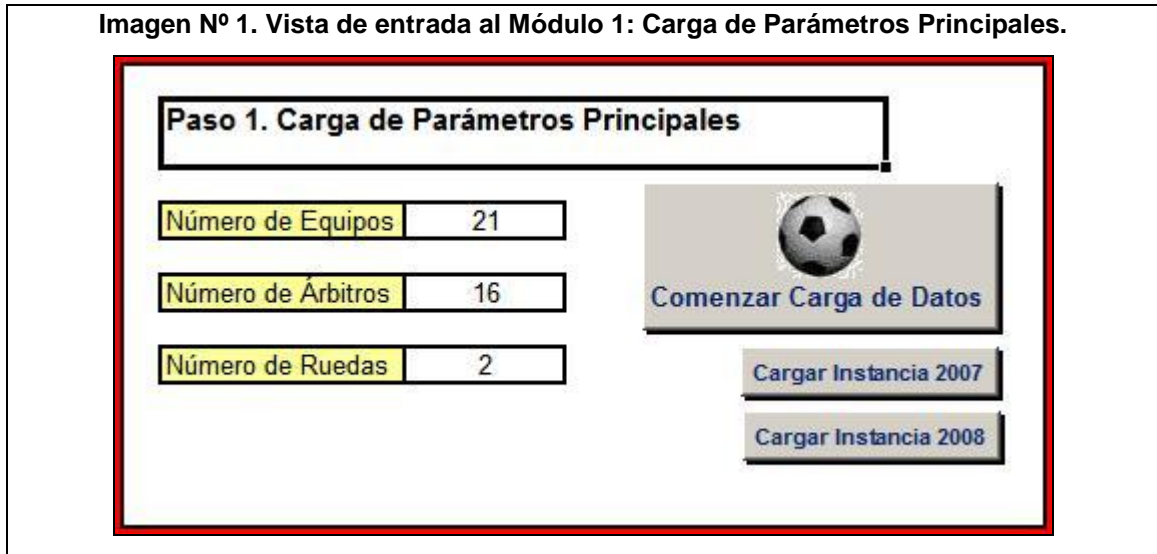 Imagen Nº 1. Vista de entrada al Módulo 1: Carga de Parámetros Principales.
Paso 1. Carga de Parámetros Principales
Número de Equipos 21
Número de Árbitros 16
Número de Ruedas 2
Comenzar Carga de Datos
Cargar Instancia 2007
Cargar Instancia 2008